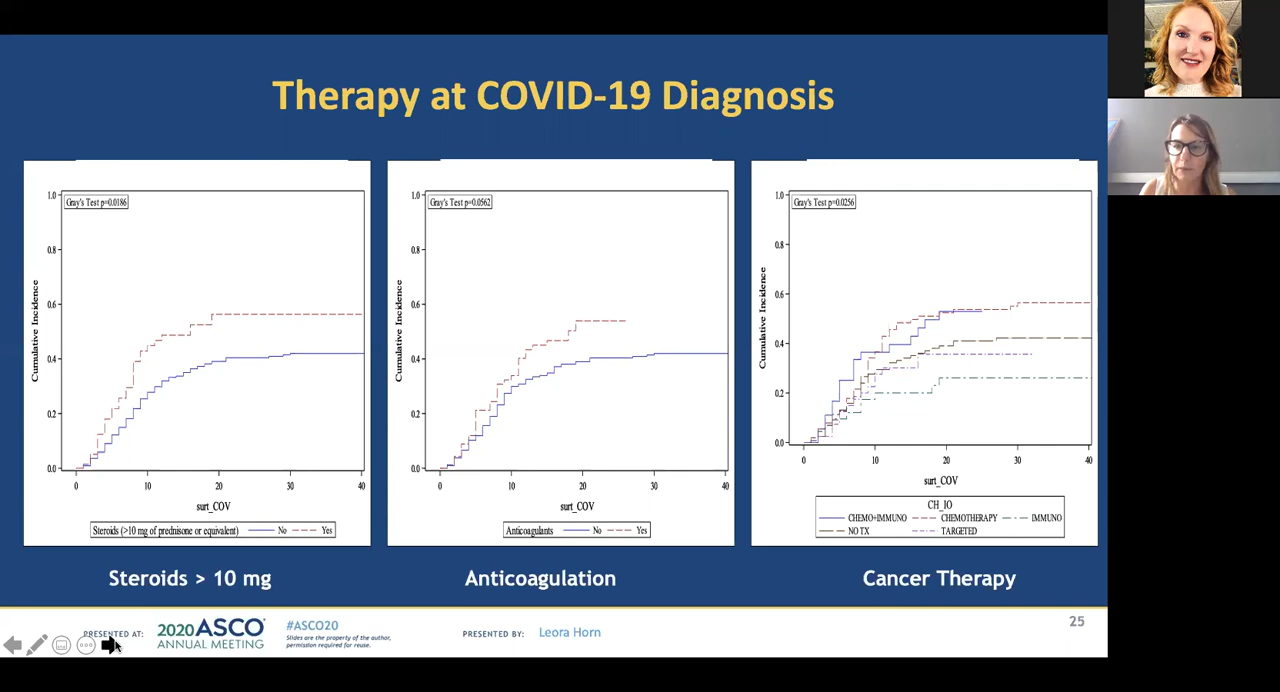 Therapy at COVID-19 Diagnosis
Gray's Test p=0.0186
1.0
0.8
0.6
0.4
0.2
0.0
Cumulative Incidence
0 10 20 30 40
surt_COV
Steroids (>10 mg of prednisone or equivalent) No Yes
Steroids > 10 mg
Gray's Test p=0.0562
1.0
0.8
0.6
0.4
0.2
0.0
Cumulative Incidence
0 10 20 30 40
surt_COV
Anticoagulants No Yes
Anticoagulation
Gray's Test p=0.0256
1.0
0.8
0.6
0.4
0.2
0.0
Cumulative Incidence
0 10 20 30 40
surt_COV
CH_IO
CHEMO+IMMUNO CHEMOTHERAPY IMMUNO
NO TX TARGETED
Cancer Therapy
PRESENTED AT:
2020 ASCO
ANNUAL MEETING
#ASCO20
Slides are the property of the author,
permission required for reuse.
PRESENTED BY: Leora Horn
25